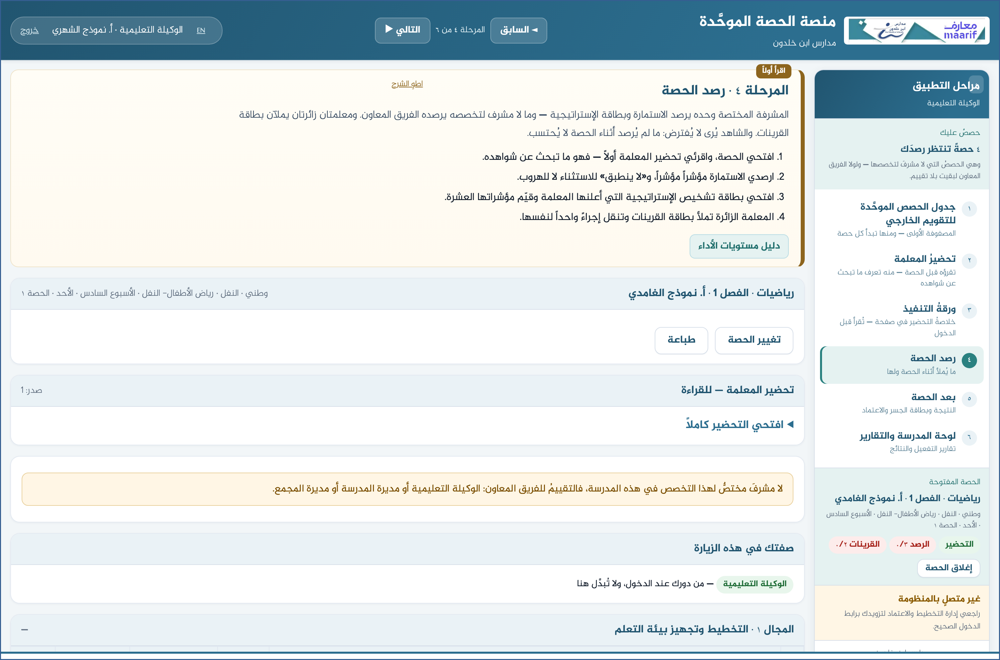 معارف
maarif
مدارس
ابن خلدون
Ibn Khaldun Schools
منصة الحصة الموحَّدة
مدارس ابن خلدون
◄ السابق
المرحلة ٤ من ٦
التالي ▶
EN
الوكيلة التعليمية · أ. نموذج الشهري
خروج
مراحل التطبيق
الوكيلة التعليمية
حصصٌ عليك
٤ حصةً تنتظر رصدَك
وهي الحصصُ التي لا مشرفَ لتخصصها — ولولا الفريق
المعاون لبقيت بلا تقييم.
١
جدول الحصص الموحَّدة
للتقويم الخارجي
المصفوفة الأولى — ومنها تبدأ كل حصة
٢
تحضيرُ المعلمة
تقرؤه قبل الحصة — منه تعرف ما تبحث
عن شواهده
٣
ورقةُ التنفيذ
خلاصةُ التحضير في صفحة — تُقرأ قبل
الدخول
٤
رصد الحصة
ما يُملأ أثناء الحصة ولها
٥
بعد الحصة
النتيجة وبطاقة الجسر والاعتماد
٦
لوحة المدرسة والتقارير
تقارير التفعيل والنتائج
الحصة المفتوحة
رياضيات · الفصل 1 · أ. نموذج الغامدي
وطني · النفل · رياض الأطفال- النفل · الأسبوع السادس
· الأحد · الحصة ١
التحضير
الرصد ٠/٣
القرينات ٠/٢
إغلاق الحصة
غير متصلٍ بالمنظومة
راجعي إدارة التخطيط والاعتماد لتزويدك برابط
الدخول الصحيح.
اقرأ أولاً
المرحلة ٤ · رصد الحصة
اطوِ الشرح
المشرفة المختصة وحده يرصد الاستمارة وبطاقة الإستراتيجية — وما لا مشرف لتخصصه يرصده الفريق المعاون. ومعلمتان زائرتان يملآن بطاقة
القرينات. والشاهد يُرى لا يُفترض: ما لم يُرصد أثناء الحصة لا يُحتسب.
1. افتحي الحصة، واقرئي تحضير المعلمة أولاً — فهو ما تبحث عن شواهده.
2. ارصدي الاستمارة مؤشراً مؤشراً، و«لا ينطبق» للاستثناء لا للهروب.
3. افتحي بطاقة تشخيص الإستراتيجية التي أعلنها المعلمة وقيّم مؤشراتها العشرة.
4. المعلمة الزائرة تملأ بطاقة القرينات وتنقل إجراءً واحداً لنفسها.
دليل مستويات الأداء
رياضيات · الفصل 1 · أ. نموذج الغامدي
وطني · النفل · رياض الأطفال- النفل · الأسبوع السادس · الأحد · الحصة ١
تغيير الحصة
طباعة
تحضير المعلمة — للقراءة
صدر: 1
◀ افتحي التحضير كاملاً
لا مشرفَ مختصٌّ لهذا التخصص في هذه المدرسة، فالتقييمُ للفريق المعاون: الوكيلة التعليمية أو مديرة المدرسة أو مديرة المجمع.
صفتك في هذه الزيارة
الوكيلة التعليمية — من دورك عند الدخول، ولا تُبدَّل هنا
المجال ١ · التخطيط وتجهيز بيئة التعلم
—